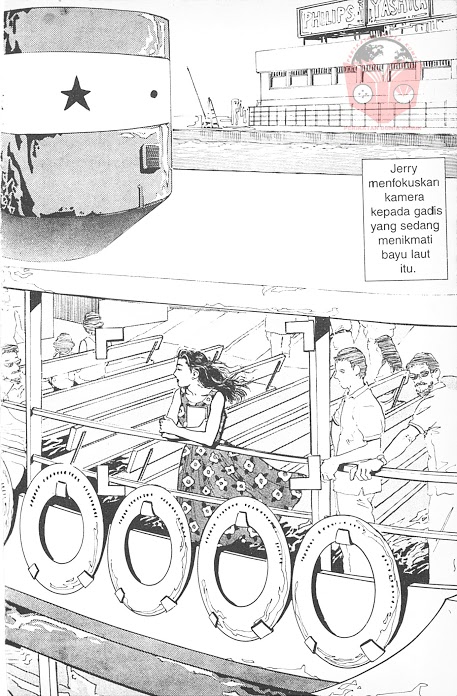 PHILIPS YASHICA
Jerry
menfokuskan
kamera
kepada gadis
yang sedang
menikmati
bayu laut
itu.